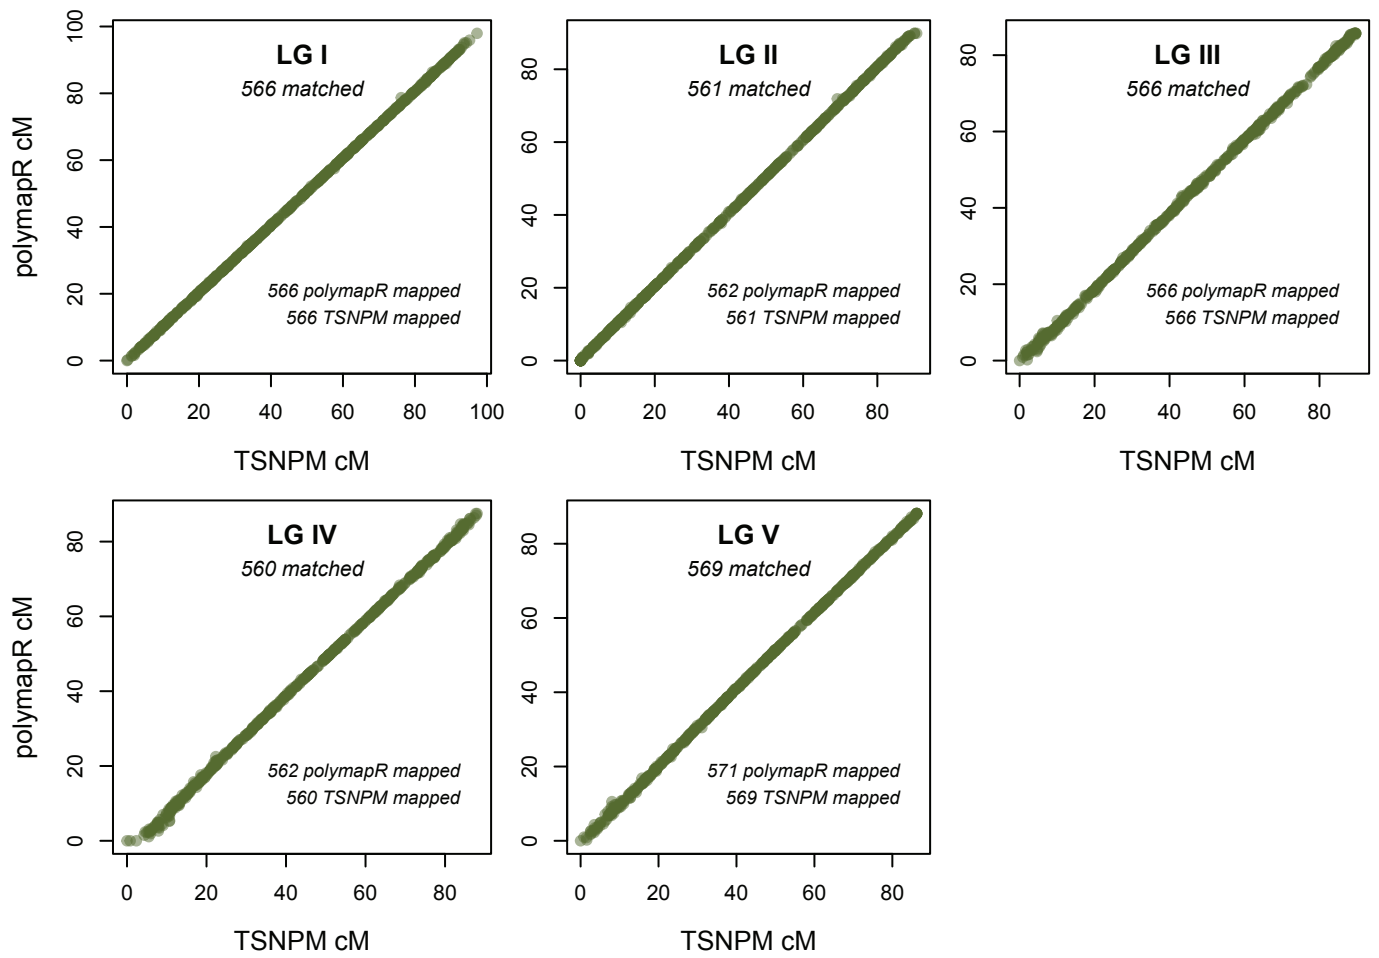 LG I
566 matched
566 polymapR mapped
566 TSNPM mapped
polymapR cM
0
20
40
60
80
100
0
20
40
60
80
100
TSNPM cM
LG II
561 matched
562 polymapR mapped
561 TSNPM mapped
0
20
40
60
80
0
20
40
60
80
TSNPM cM
LG III
566 matched
566 polymapR mapped
566 TSNPM mapped
0
20
40
60
80
0
20
40
60
80
TSNPM cM
LG IV
560 matched
562 polymapR mapped
560 TSNPM mapped
polymapR cM
0
20
40
60
80
0
20
40
60
80
TSNPM cM
LG V
569 matched
571 polymapR mapped
569 TSNPM mapped
0
20
40
60
80
0
20
40
60
80
TSNPM cM